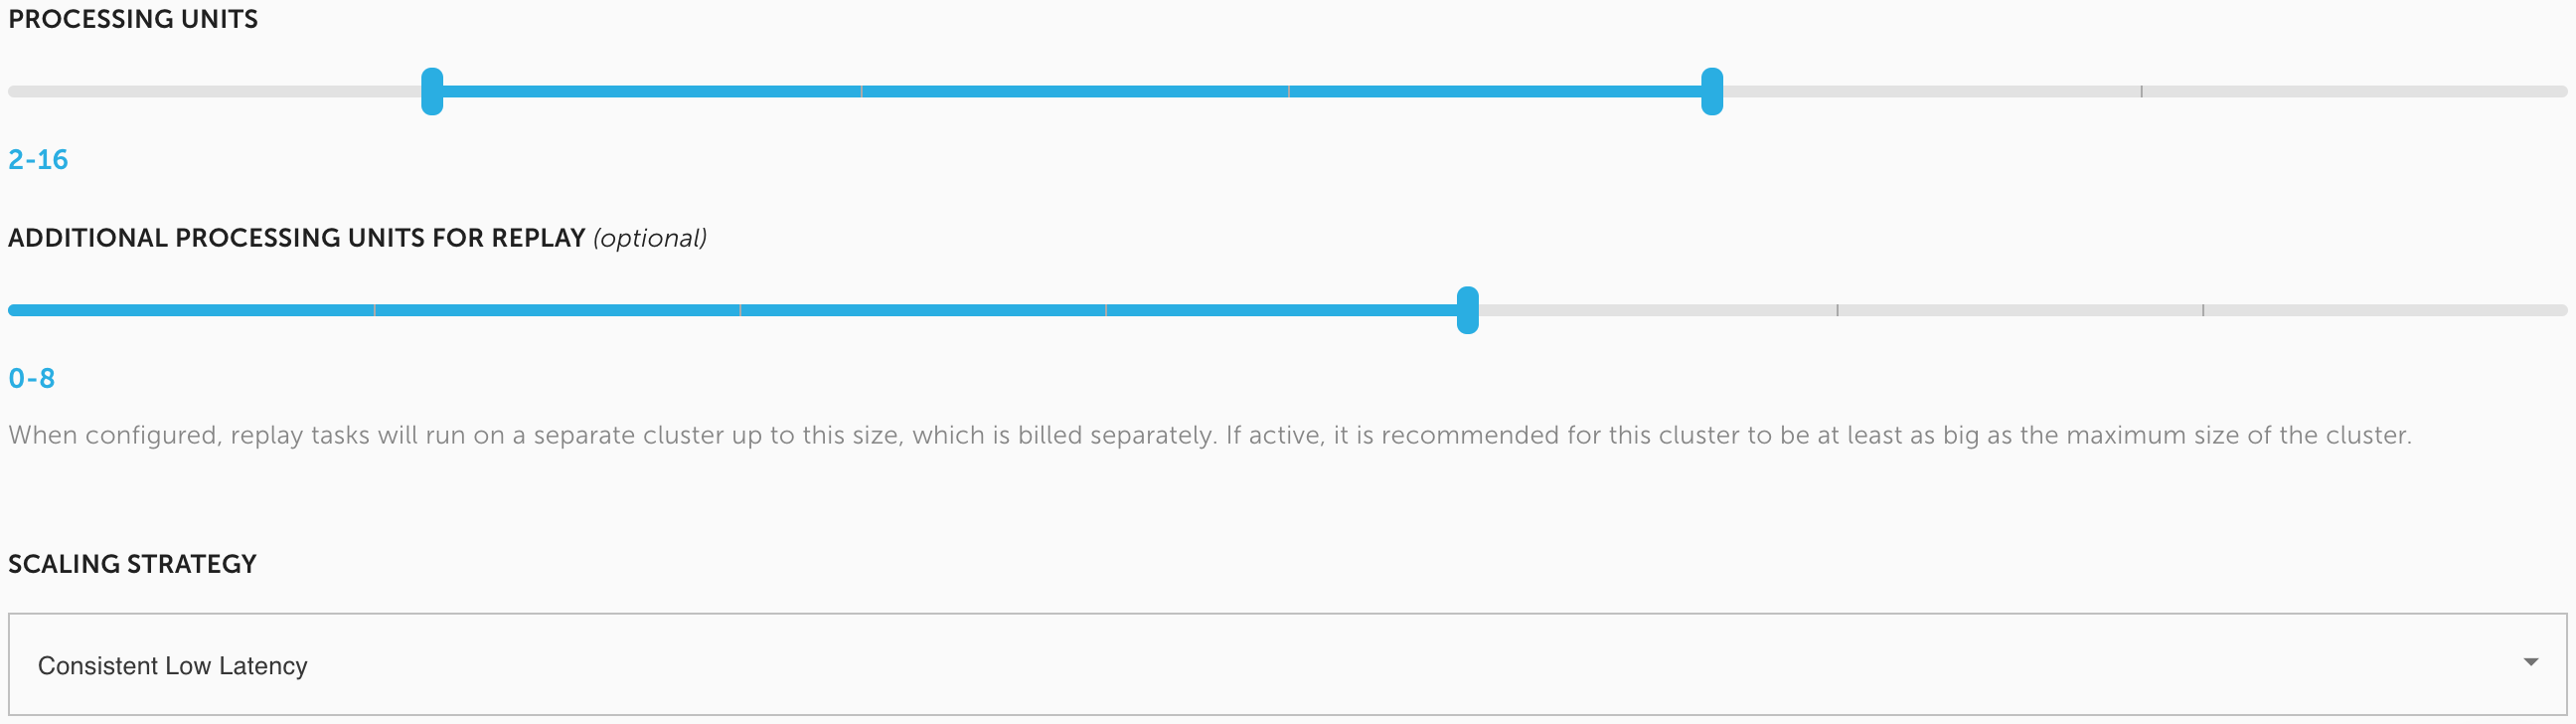 PROCESSING UNITS
2-16
ADDITIONAL PROCESSING UNITS FOR REPLAY (optional)
0-8
When configured, replay tasks will run on a separate cluster up to this size, which is billed separately. If active, it is recommended for this cluster to be at least as big as the maximum size of the cluster.
SCALING STRATEGY
Consistent Low Latency